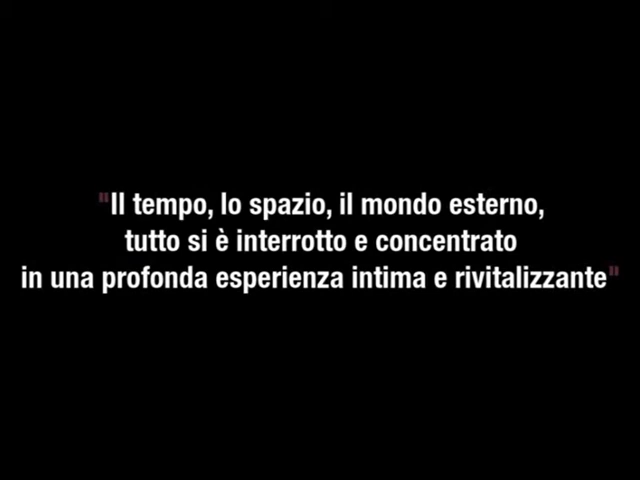 "Il tempo, lo spazio, il mondo esterno,
tutto si è interrotto e concentrato
in una profonda esperienza intima e rivitalizzante"